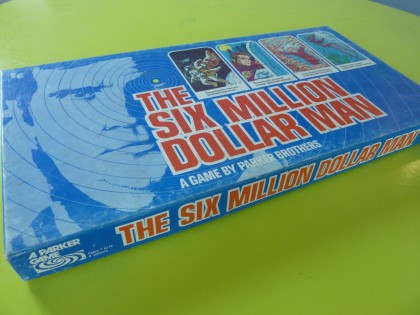 THE
SIX MILLION
DOLLAR MAN
A GAME BY PARKER BROTHERS
THE SIX MILLION DOLLAR MAN
A PARKER
GAME